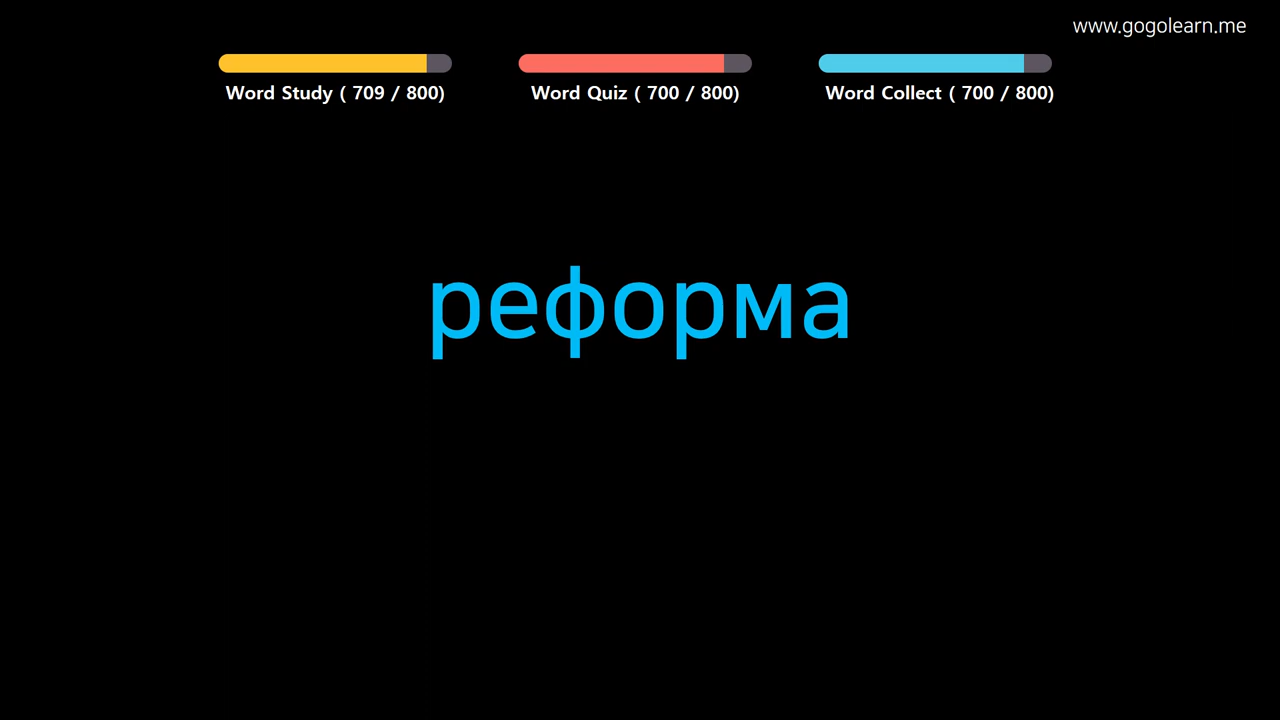 www.gogolearn.me
Word Study ( 709 / 800)
Word Quiz ( 700 / 800)
Word Collect ( 700 / 800)
реформа